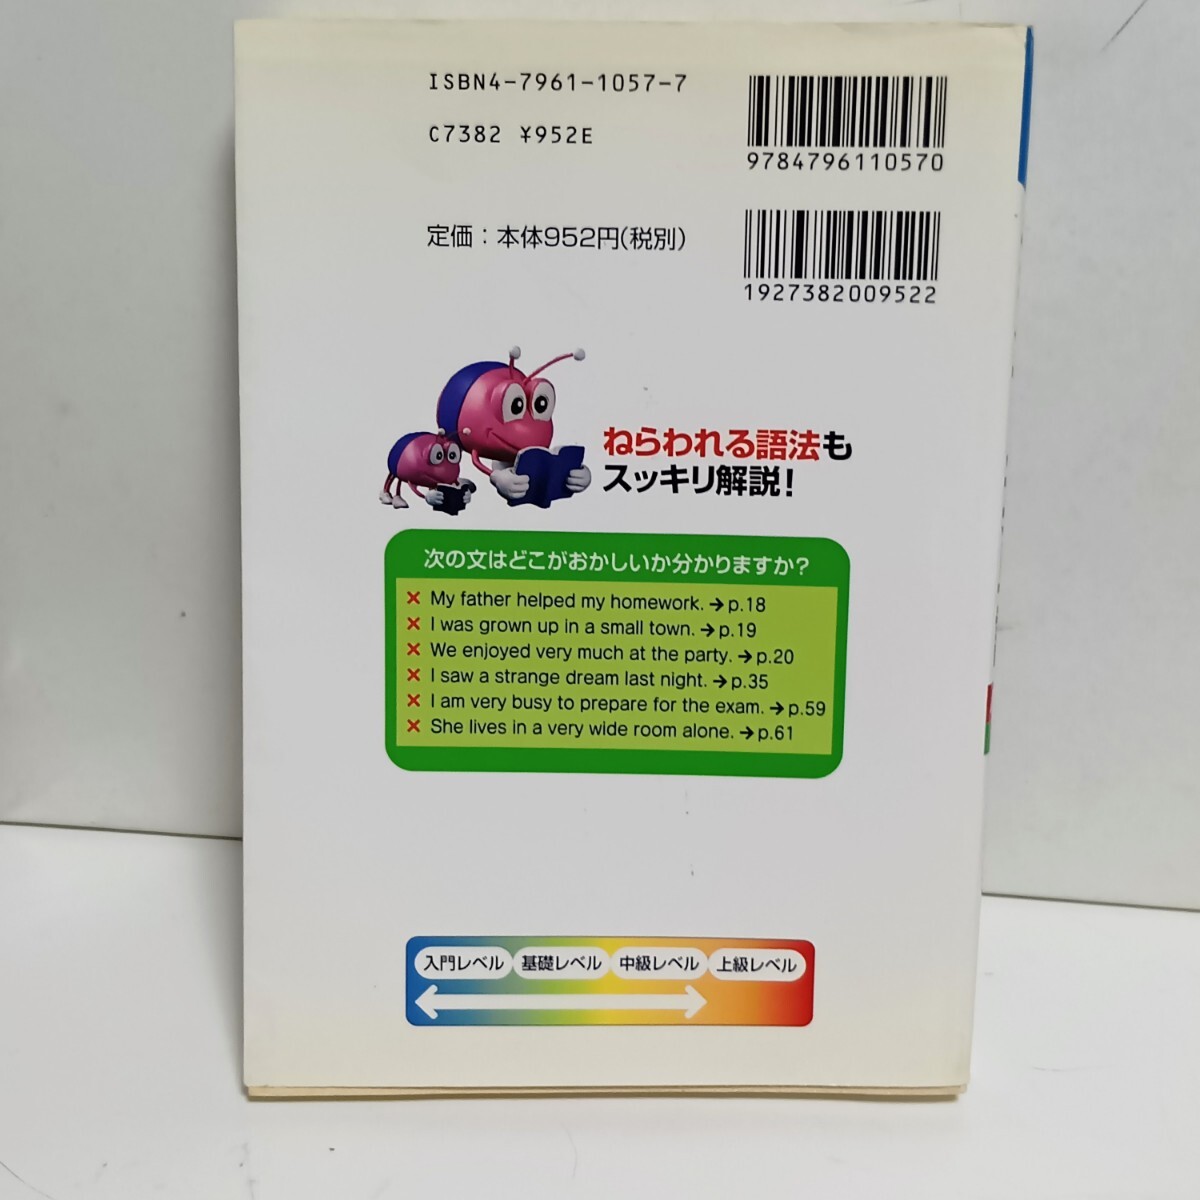 ISBN4-7961-1057-7
C7382 ¥952E
9784796110570
定価：本体952円(税別)
1927382009522
ねらわれる語法も
スッキリ解説！
次の文はどこがおかしいか分かりますか？
× My father helped my homework. → p.18
× I was grown up in a small town. → p.19
× We enjoyed very much at the party. → p.20
× I saw a strange dream last night. → p.35
× I am very busy to prepare for the exam. → p.59
× She lives in a very wide room alone. → p.61
入門レベル 基礎レベル 中級レベル 上級レベル